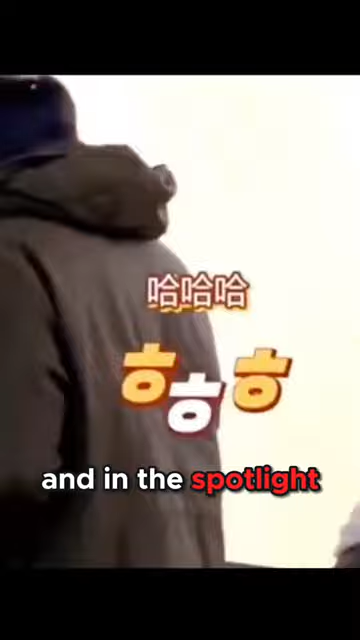 哈哈哈
ㅎㅎㅎ
and in the spotlight